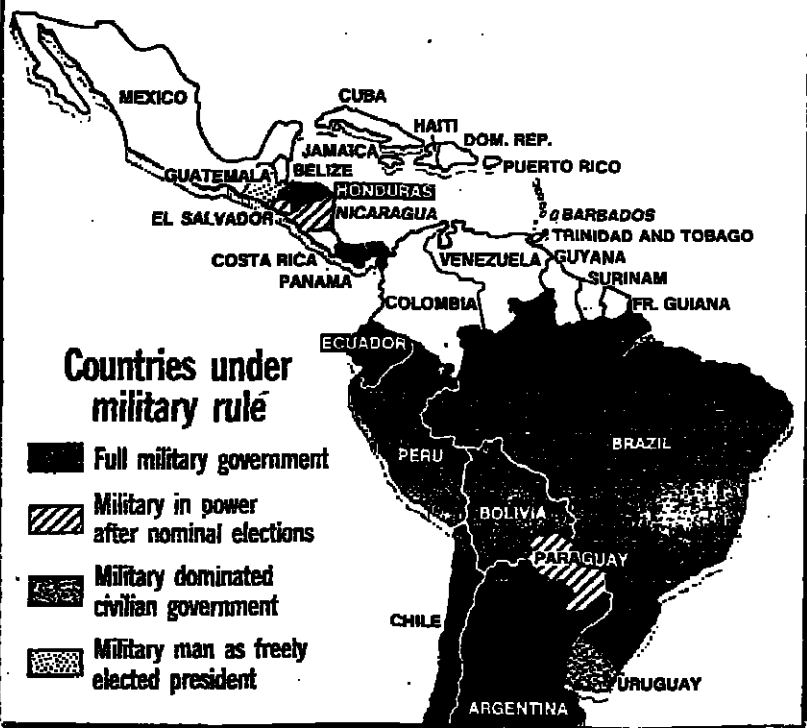 MEXICO
CUBA
HAITI
DOM. REP.
JAMAICA
PUERTO RICO
GUATEMALA
BELIZE
HONDURAS
EL SALVADOR
NICARAGUA
BARBADOS
TRINIDAD AND TOBAGO
COSTA RICA
VENEZUELA
GUYANA
PANAMA
SURINAM
COLOMBIA
FR. GUIANA
ECUADOR
PERU
BRAZIL
BOLIVIA
PARAGUAY
CHILE
URUGUAY
ARGENTINA
Countries under
military rule
Full military government
Military in power
after nominal elections
Military dominated
civilian government
Military man as freely
elected president